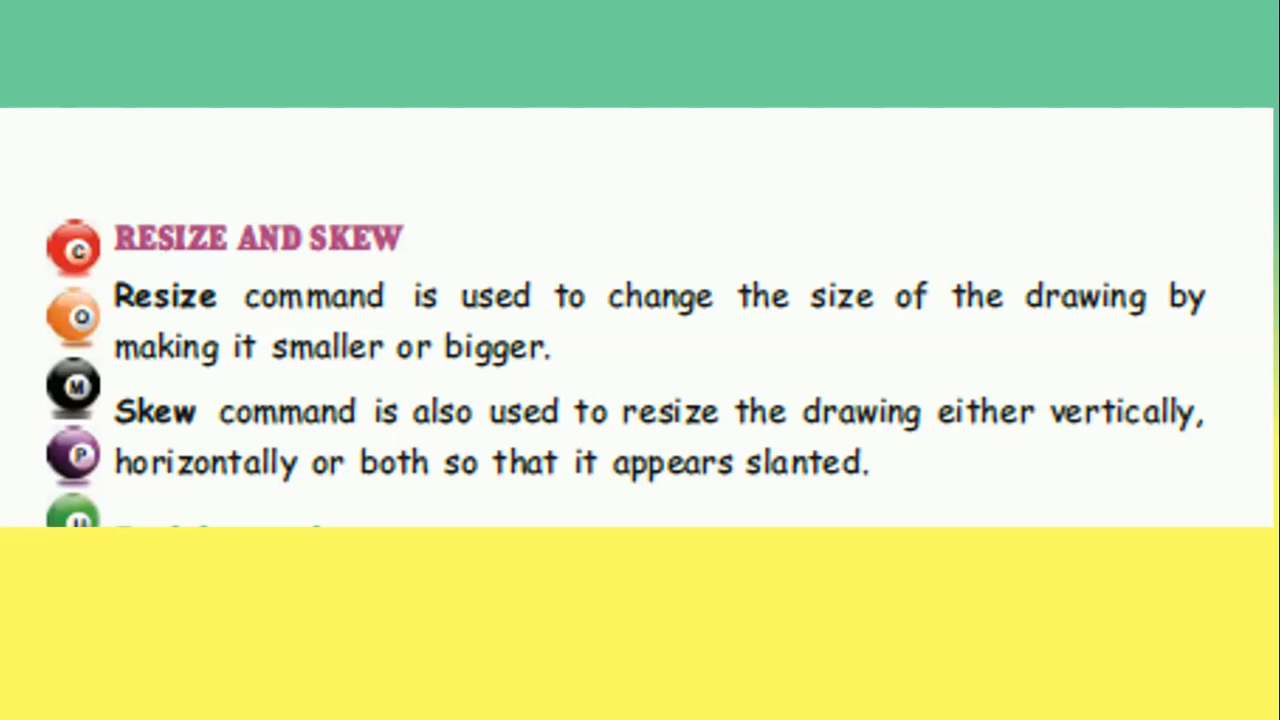 RESIZE AND SKEW
Resize command is used to change the size of the drawing by
making it smaller or bigger.
Skew command is also used to resize the drawing either vertically,
horizontally or both so that it appears slanted.
C
O
M
P
U